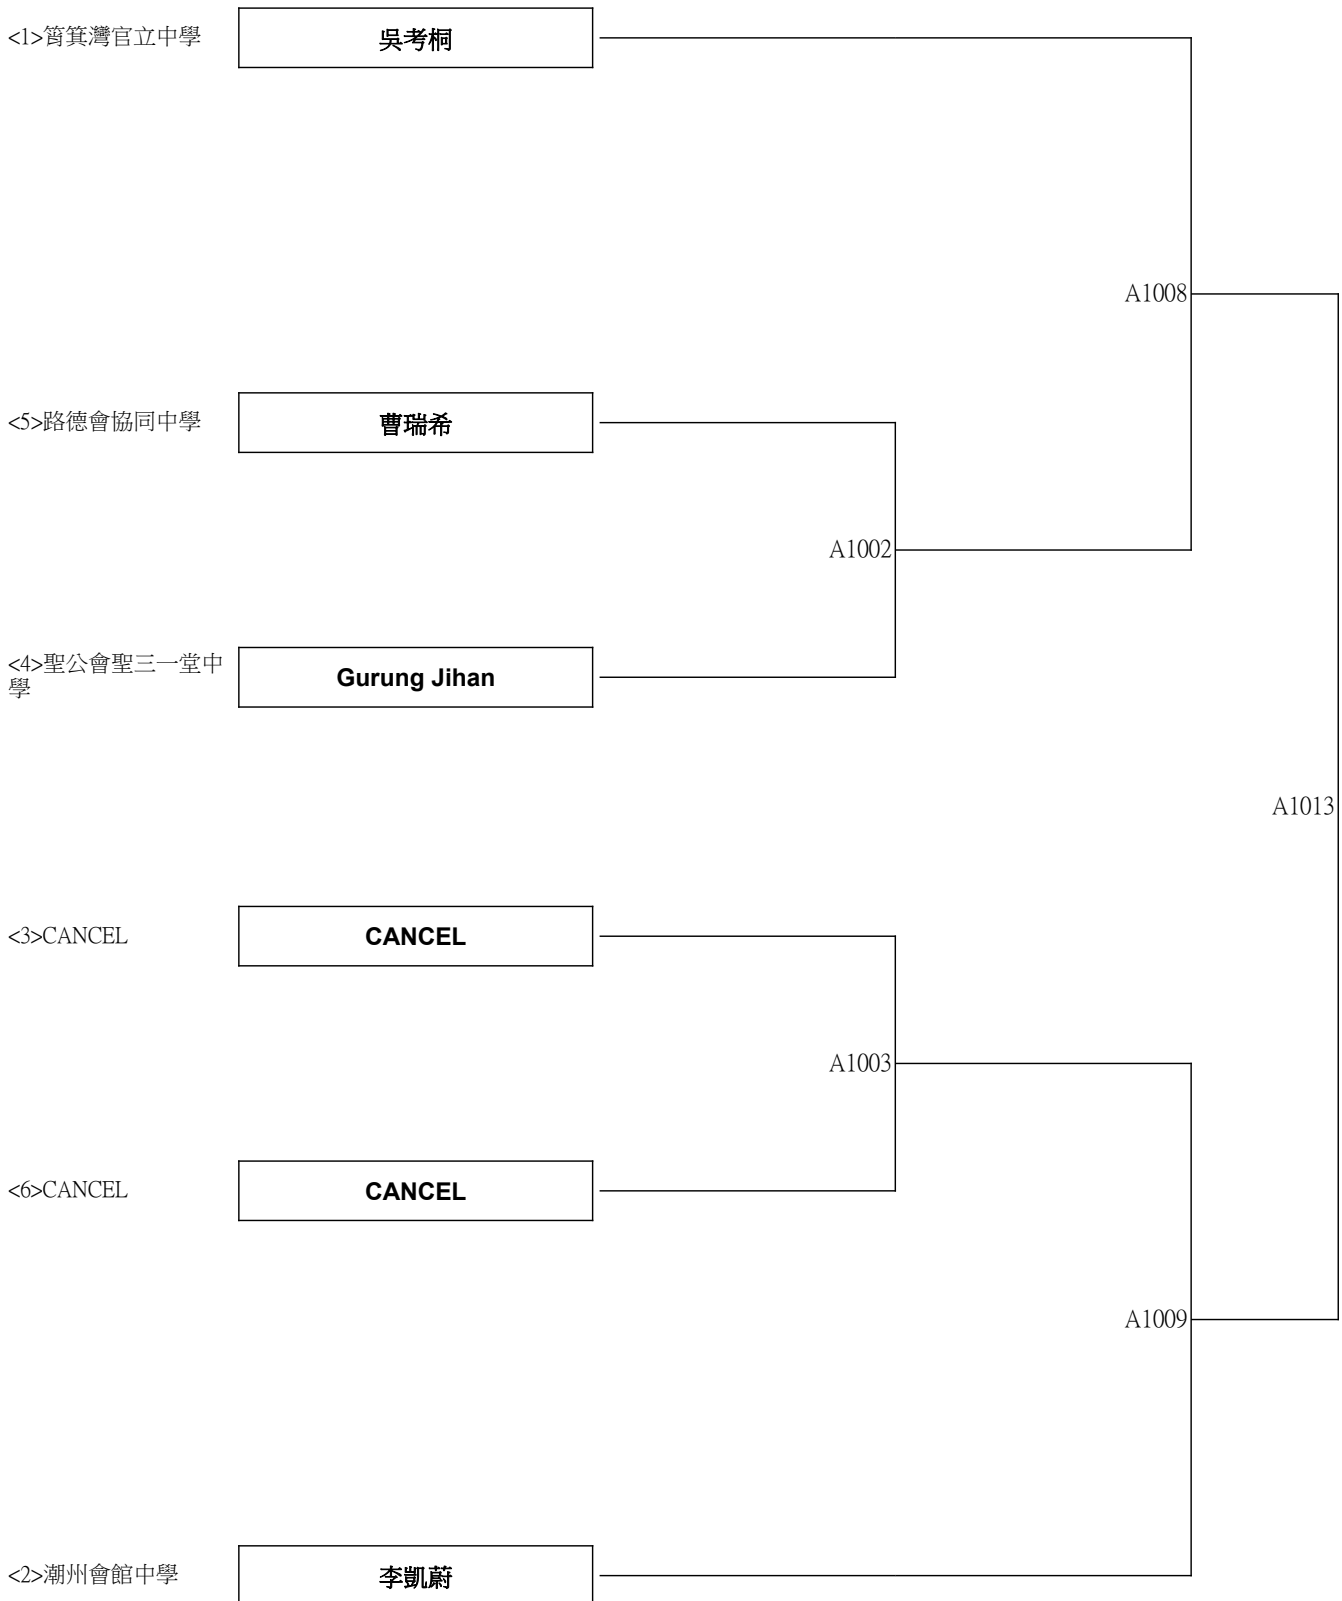 <1>筲箕灣官立中學
吳考桐
A1008
<5>路德會協同中學
曹瑞希
A1002
<4>聖公會聖三一堂中
學
Gurung Jihan
A1013
<3>CANCEL
CANCEL
A1003
<6>CANCEL
CANCEL
A1009
<2>潮州會館中學
李凱蔚